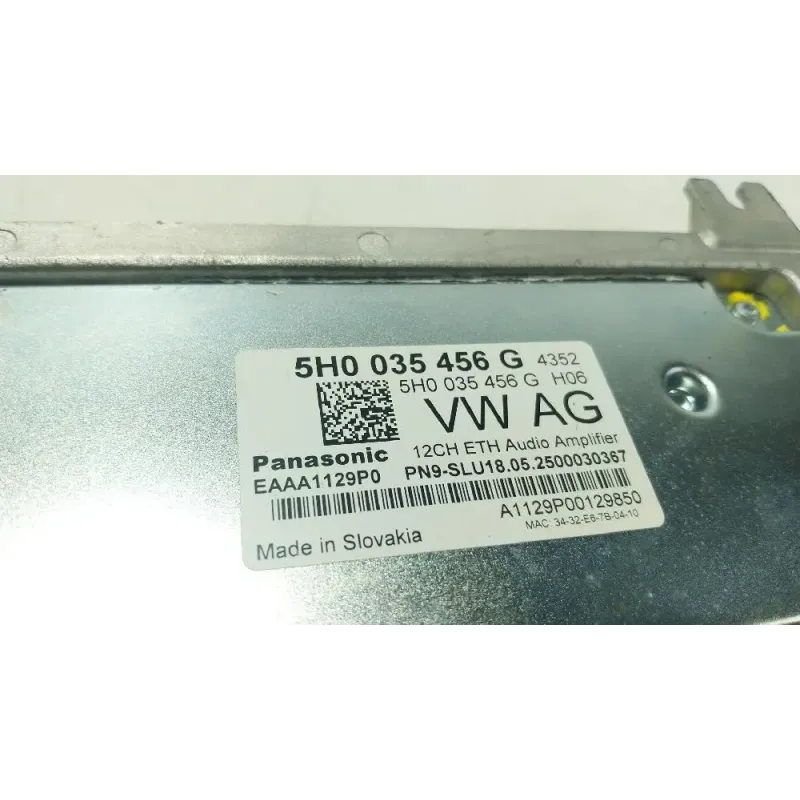 5H0 035 456 G 4352
5H0 035 456 G H06
VW AG
12CH ETH Audio Amplifier
Panasonic
EAAA1129P0 PN9-SLU18.05.2500030367
A1129P00129850
MAC: 34-32-E6-7B-04-10
Made in Slovakia